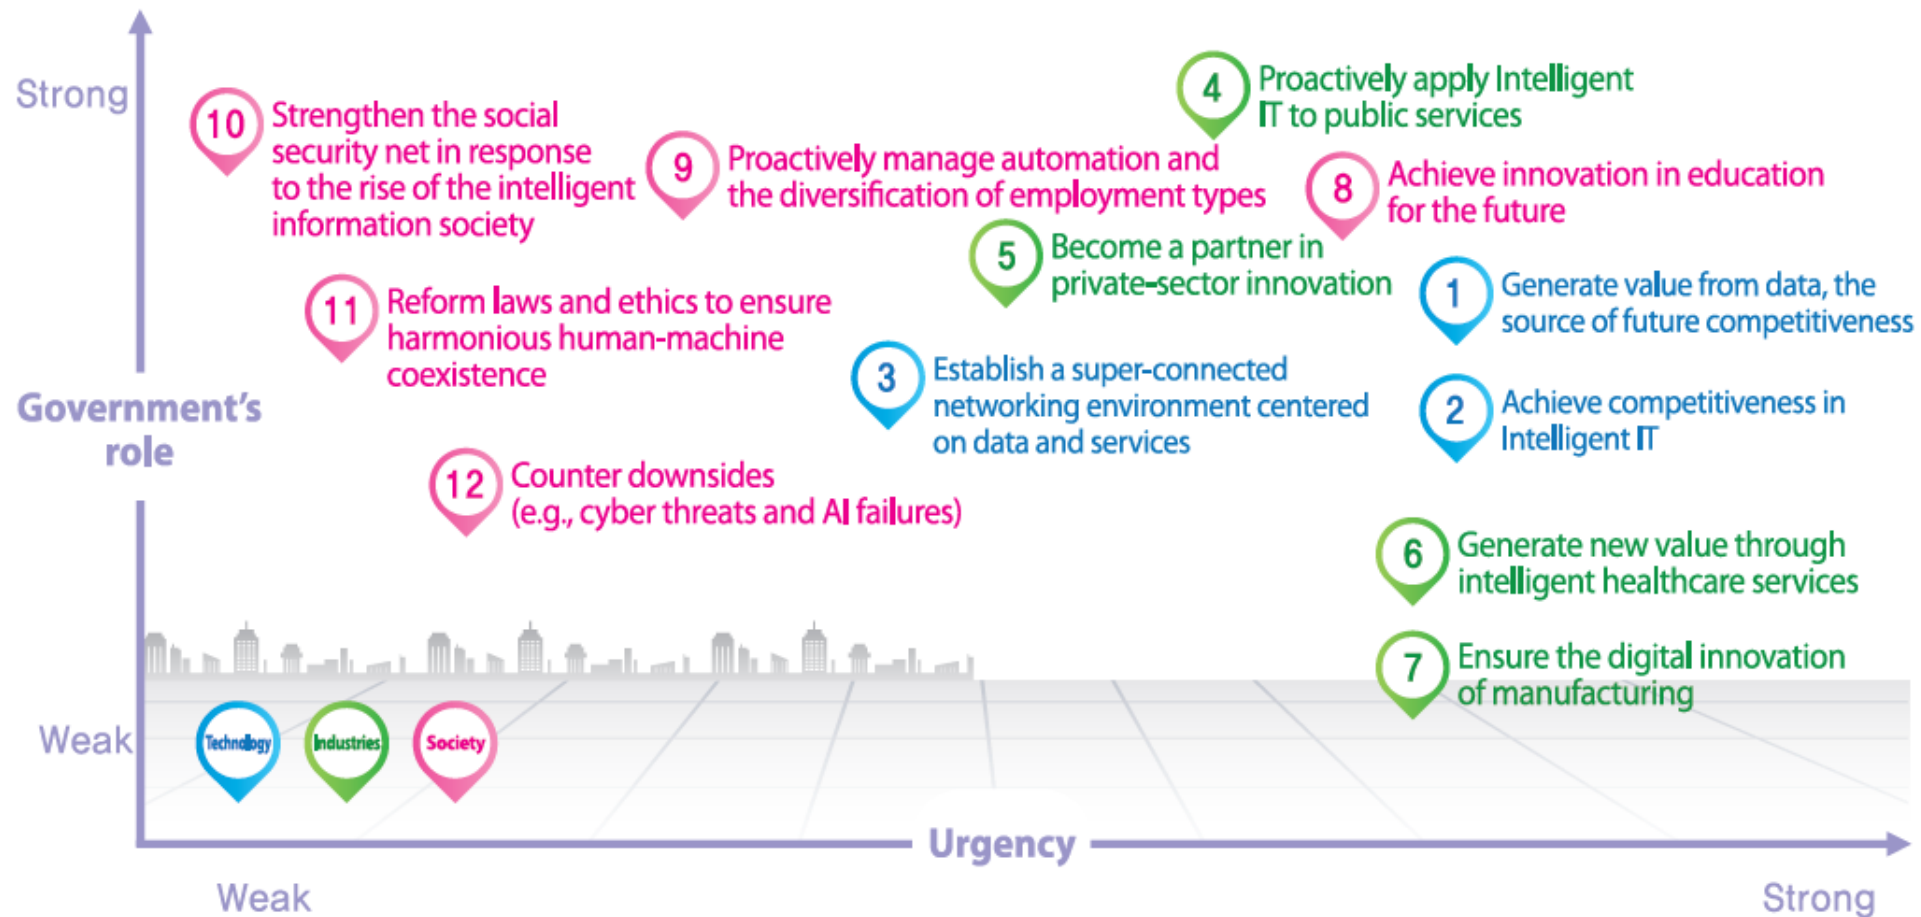 Strong
4
Proactively apply Intelligent
IT to public services
10
Strengthen the social
security net in response
to the rise of the intelligent
information society
9
Proactively manage automation and
the diversification of employment types
8
Achieve innovation in education
for the future
5
Become a partner in
private-sector innovation
11
Reform laws and ethics to ensure
harmonious human-machine
coexistence
1
Generate value from data, the
source of future competitiveness
3
Establish a super-connected
networking environment centered
on data and services
2
Achieve competitiveness in
Intelligent IT
Government's
role
12
Counter downsides
(e.g., cyber threats and AI failures)
6
Generate new value through
intelligent healthcare services
7
Ensure the digital innovation
of manufacturing
Weak
Technology
Industries
Society
Urgency
Weak
Strong